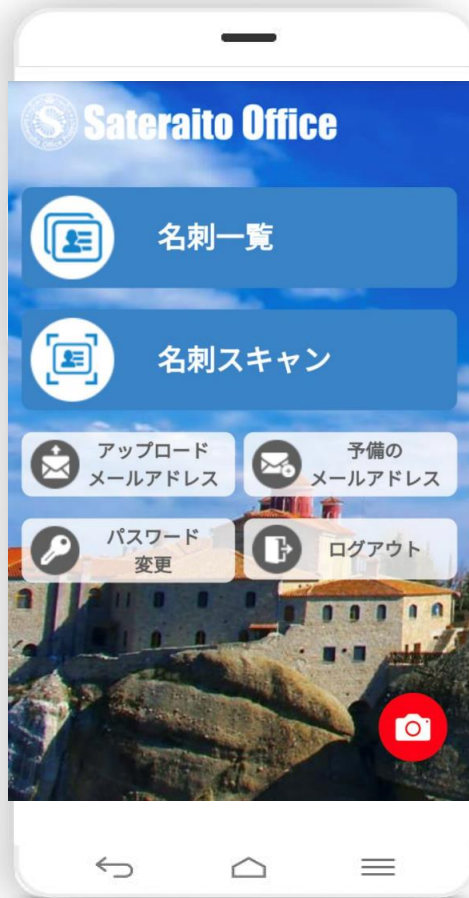 Sateraito Office
名刺一覧
名刺スキャン
アップロード
メールアドレス
予備の
メールアドレス
パスワード
変更
ログアウト